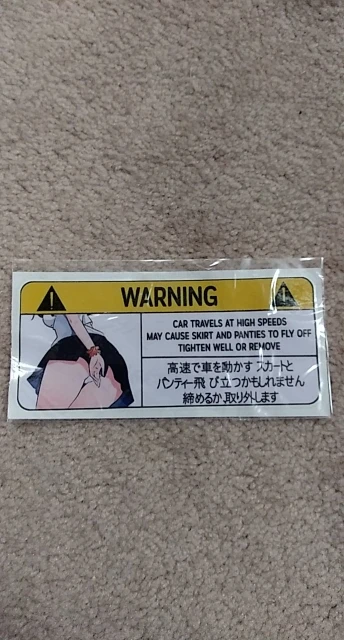 WARNING
CAR TRAVELS AT HIGH SPEEDS
MAY CAUSE SKIRT AND PANTIES TO FLY OFF
TIGHTEN WELL OR REMOVE
高速で車を動かす スカートと
パンティー飛 び立つかもしれません
締めるか,取り外します